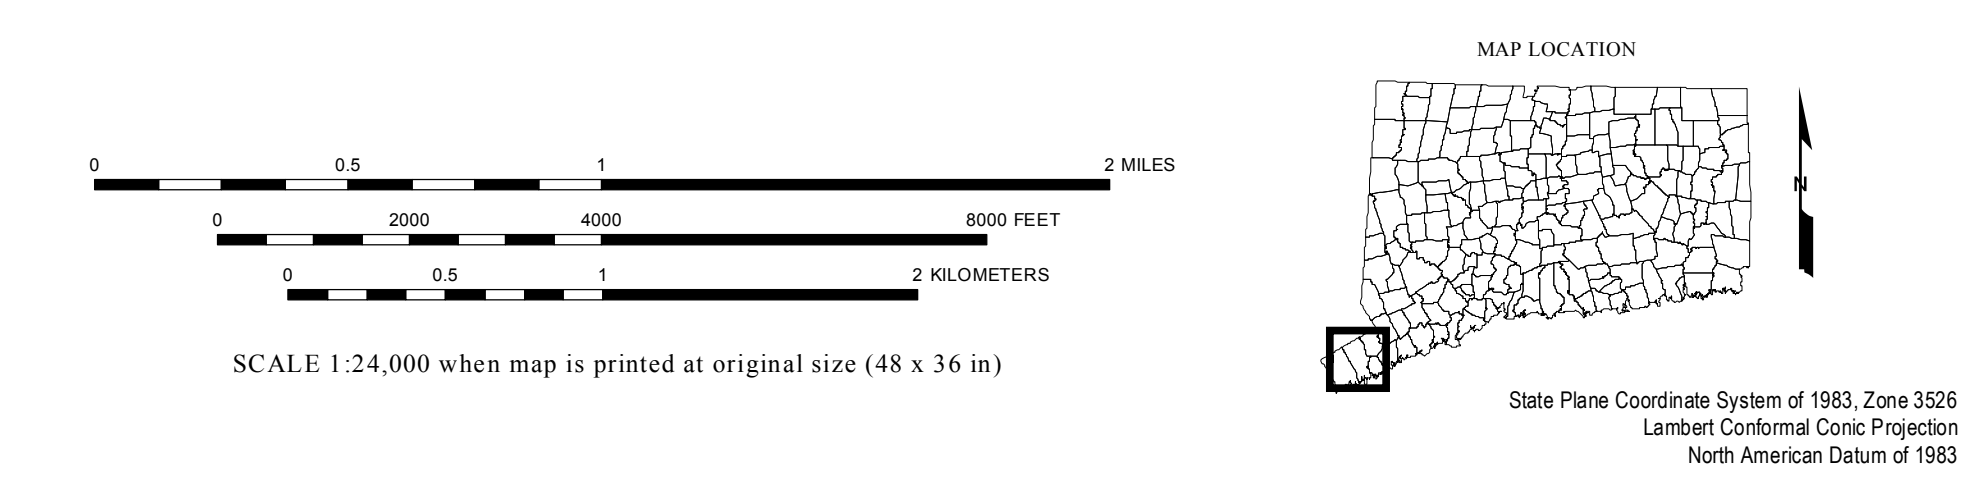 MAP LOCATION
0 0.5 1 2 MILES
0 2000 4000 8000 FEET
0 0.5 1 2 KILOMETERS
N
SCALE 1:24,000 when map is printed at original size (48 x 36 in)
State Plane Coordinate System of 1983, Zone 3526
Lambert Conformal Conic Projection
North American Datum of 1983